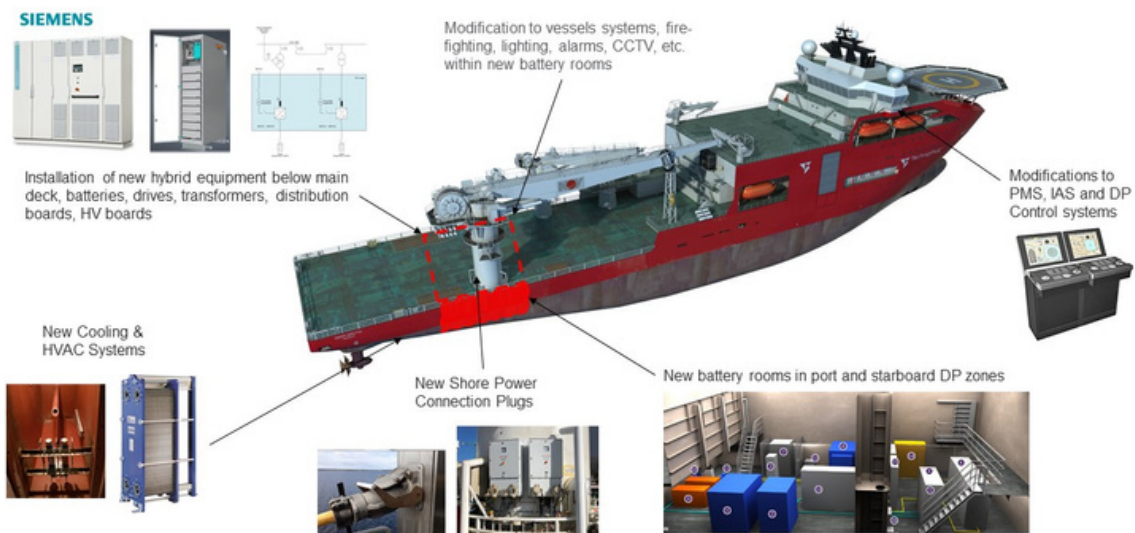 SIEMENS
Modification to vessels systems, fire-
fighting, lighting, alarms, CCTV, etc.
within new battery rooms
Installation of new hybrid equipment below main
deck, batteries, drives, transformers, distribution
boards, HV boards
Modifications to
PMS, IAS and DP
Control systems
New Cooling &
HVAC Systems
New Shore Power
Connection Plugs
New battery rooms in port and starboard DP zones